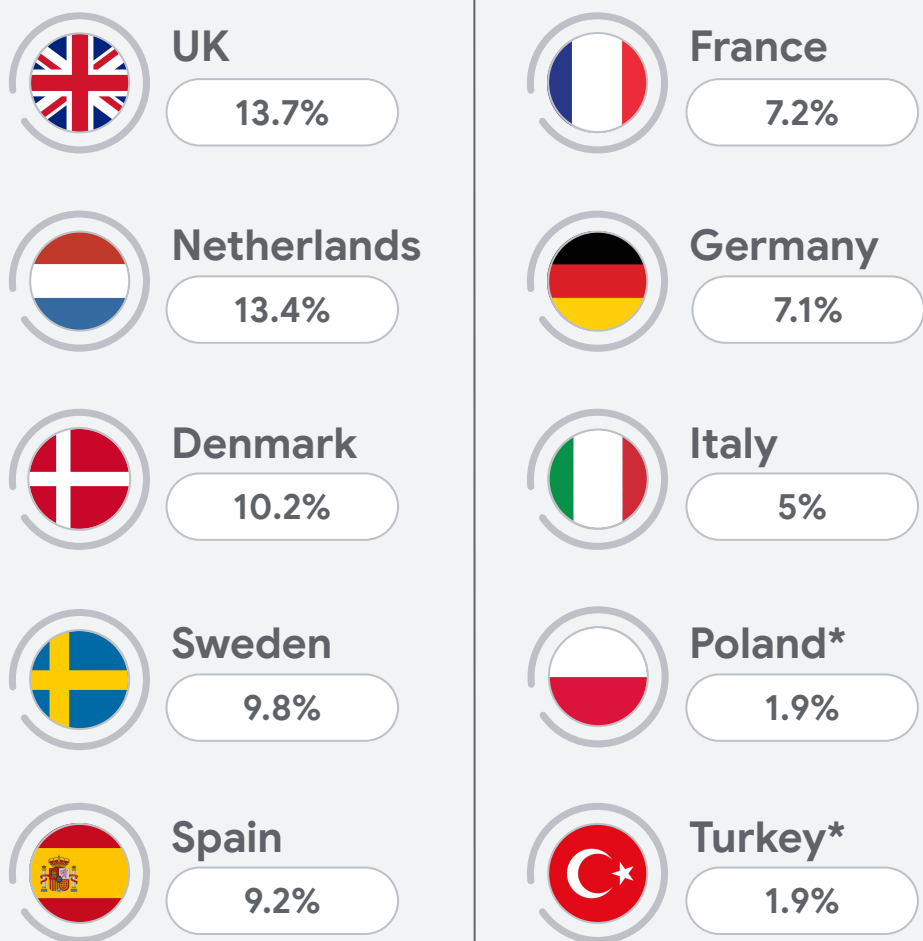 UK
13.7%
Netherlands
13.4%
Denmark
10.2%
Sweden
9.8%
Spain
9.2%
France
7.2%
Germany
7.1%
Italy
5%
Poland*
1.9%
Turkey*
1.9%